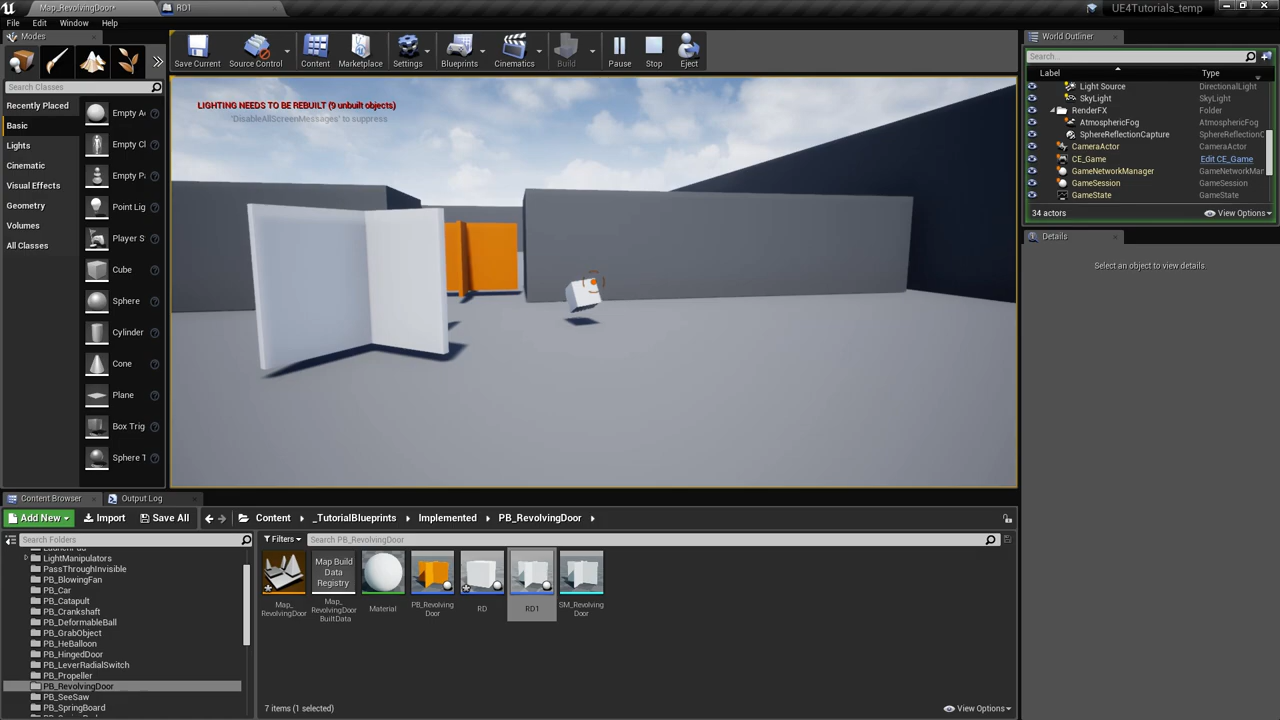 Map_RevolvingDoor*
RD1
UE4Tutorials_temp
File Edit Window Help
Modes
Search Classes
Recently Placed
Basic
Lights
Cinematic
Visual Effects
Geometry
Volumes
All Classes
Empty A
Empty Cl
Empty P
Point Lig
Player S
Cube
Sphere
Cylinder
Cone
Plane
Box Trig
Sphere T
Save Current
Source Control
Content
Marketplace
Settings
Blueprints
Cinematics
Build
Pause
Stop
Eject
LIGHTING NEEDS TO BE REBUILT (9 unbuilt objects)
'DisableAllScreenMessages' to suppress
World Outliner
Search...
Label Type
Light Source DirectionalLight
SkyLight SkyLight
RenderFX Folder
AtmosphericFog AtmosphericFog
SphereReflectionCapture SphereReflectionC
CameraActor CameraActor
CE_Game Edit CE_Game
GameNetworkManager GameNetworkMan
GameSession GameSession
GameState GameState
34 actors
View Options
Details
Select an object to view details.
Content Browser
Output Log
Add New
Import
Save All
Content
_TutorialBlueprints
Implemented
PB_RevolvingDoor
Search Folders
LightManipulators
PassThroughInvisible
PB_BlowingFan
PB_Car
PB_Catapult
PB_Crankshaft
PB_DeformableBall
PB_GrabObject
PB_HeBalloon
PB_HingedDoor
PB_LeverRadialSwitch
PB_Propeller
PB_RevolvingDoor
PB_SeeSaw
PB_SpringBoard
Filters
Search PB_RevolvingDoor
Map Build
Data
Registry
Map_
RevolvingDoor
Map_
RevolvingDoor
BuiltData
Material
PB_Revolving
Door
RD
RD1
SM_Revolving
Door
7 items (1 selected)
View Options